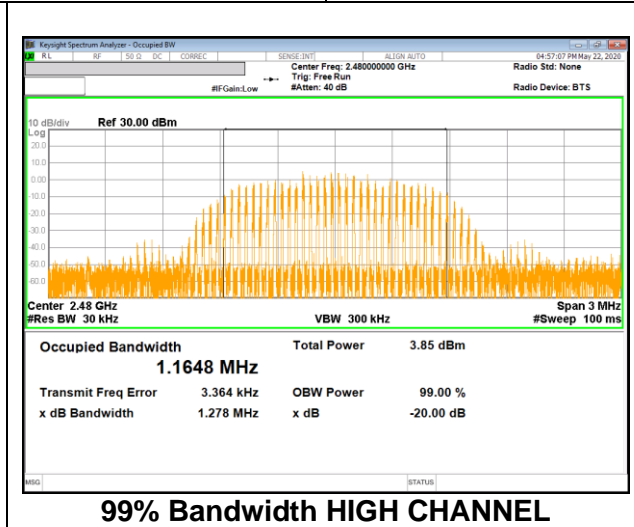 Keysight Spectrum Analyzer - Occupied BW
RL RF 50 Ω DC CORREC SENSE:INT ALIGN AUTO 04:57:07 PM May 22, 2020
Center Freq: 2.480000000 GHz Radio Std: None
Trig: Free Run
#IFGain:Low #Atten: 40 dB Radio Device: BTS
10 dB/div Ref 30.00 dBm
Log
20.0
10.0
0.00
-10.0
-20.0
-30.0
-40.0
-50.0
-60.0
Center 2.48 GHz Span 3 MHz
#Res BW 30 kHz VBW 300 kHz #Sweep 100 ms
Occupied Bandwidth Total Power 3.85 dBm
1.1648 MHz
Transmit Freq Error 3.364 kHz OBW Power 99.00 %
x dB Bandwidth 1.278 MHz x dB -20.00 dB
MSG STATUS
99% Bandwidth HIGH CHANNEL